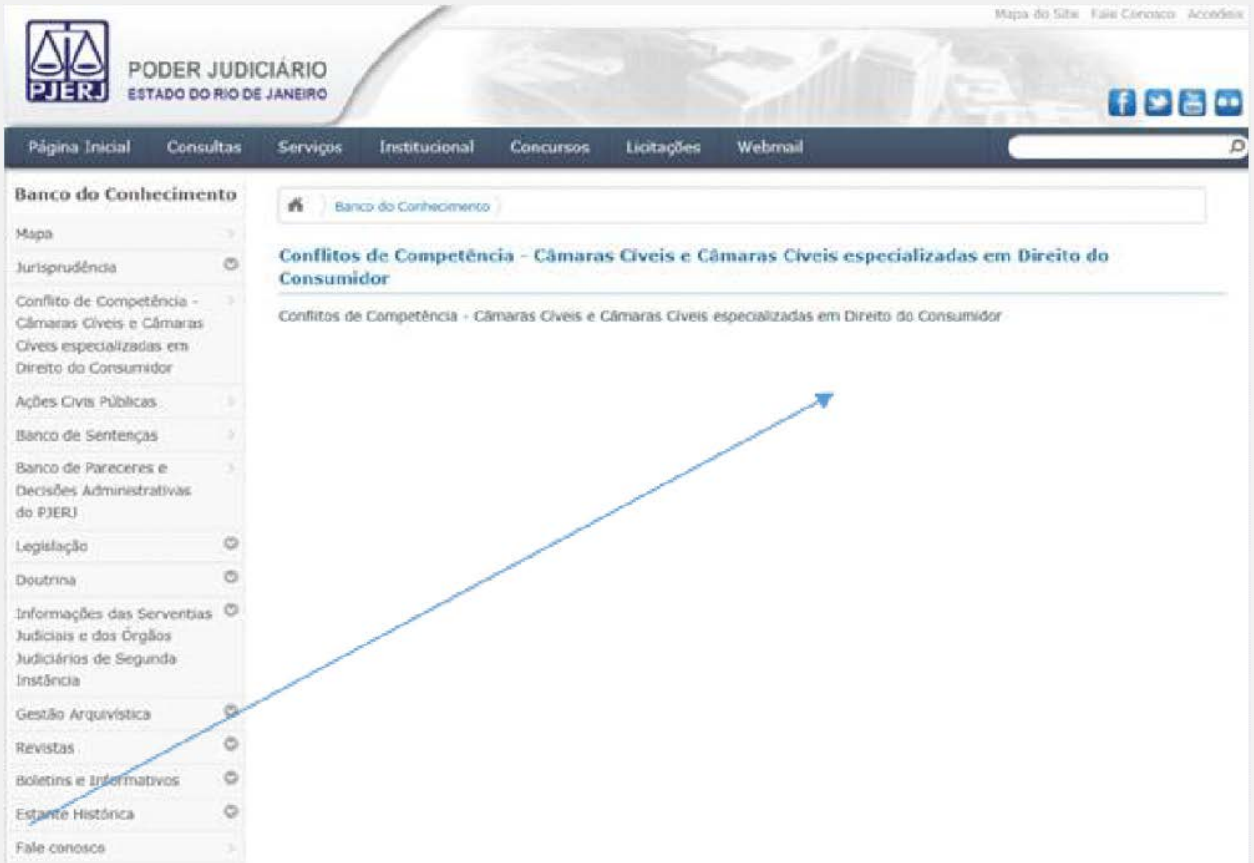 Mapa do Site Fale Conosco
PJERJ
PODER JUDICIÁRIO
ESTADO DO RIO DE JANEIRO
Página Inicial Consultas Serviços Institucional Concursos Licitações Webmail
Banco do Conhecimento
Mapa
Jurisprudência
Conflito de Competência -
Câmaras Cíveis e Câmaras
Cíveis especializadas em
Direito do Consumidor
Ações Civis Públicas
Banco de Sentenças
Banco de Pareceres e
Decisões Administrativas
do PJERJ
Legislação
Doutrina
Informações das Serventias
Judiciais e dos Órgãos
Judiciários de Segunda
Instância
Gestão Arquivística
Revistas
Boletins e Informativos
Estante Histórica
Fale conosco
Banco do Conhecimento
Conflitos de Competência - Câmaras Cíveis e Câmaras Cíveis especializadas em Direito do
Consumidor
Conflitos de Competência - Câmaras Cíveis e Câmaras Cíveis especializadas em Direito do Consumidor